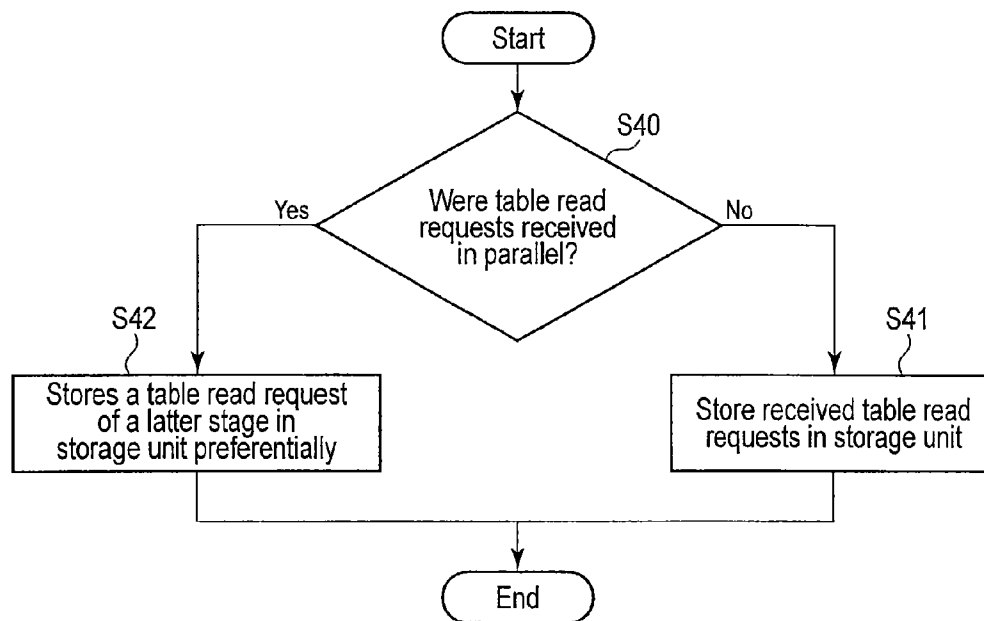 Start
S40
Were table read
requests received
in parallel?
Yes
No
S42
S41
Stores a table read request
of a latter stage in
storage unit preferentially
Store received table read
requests in storage unit
End